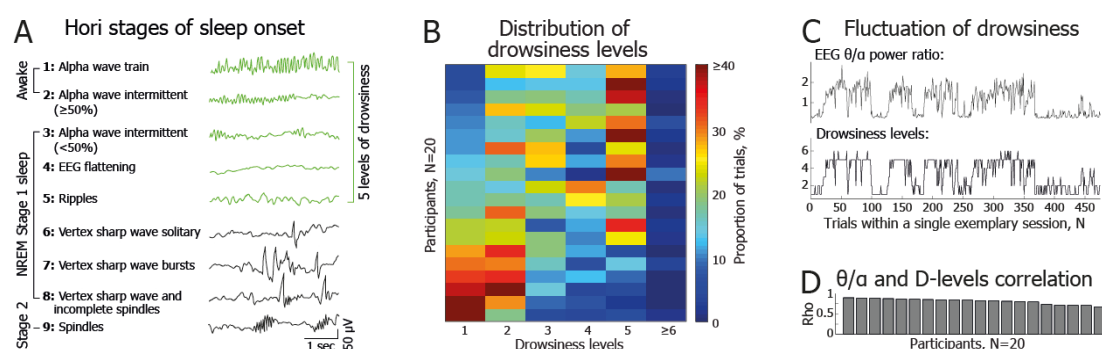 A
Hori stages of sleep onset
Awake
1: Alpha wave train
2: Alpha wave intermittent
(≥50%)
NREM Stage 1 sleep
3: Alpha wave intermittent
(<50%)
4: EEG flattening
5: Ripples
6: Vertex sharp wave solitary
7: Vertex sharp wave bursts
8: Vertex sharp wave and
incomplete spindles
Stage 2
9: Spindles
5 levels of drowsiness
1 sec
50 μV
B
Distribution of
drowsiness levels
Participants, N=20
1 2 3 4 5 ≥6
Drowsiness levels
≥40
30
20
10
0
Proportion of trials, %
C
Fluctuation of drowsiness
EEG θ/α power ratio:
2
1
Drowsiness levels:
6
4
2
0 50 100 150 200 250 300 350 400 450
Trials within a single exemplary session, N
D
θ/α and D-levels correlation
Rho
1
0.5
0
Participants, N=20